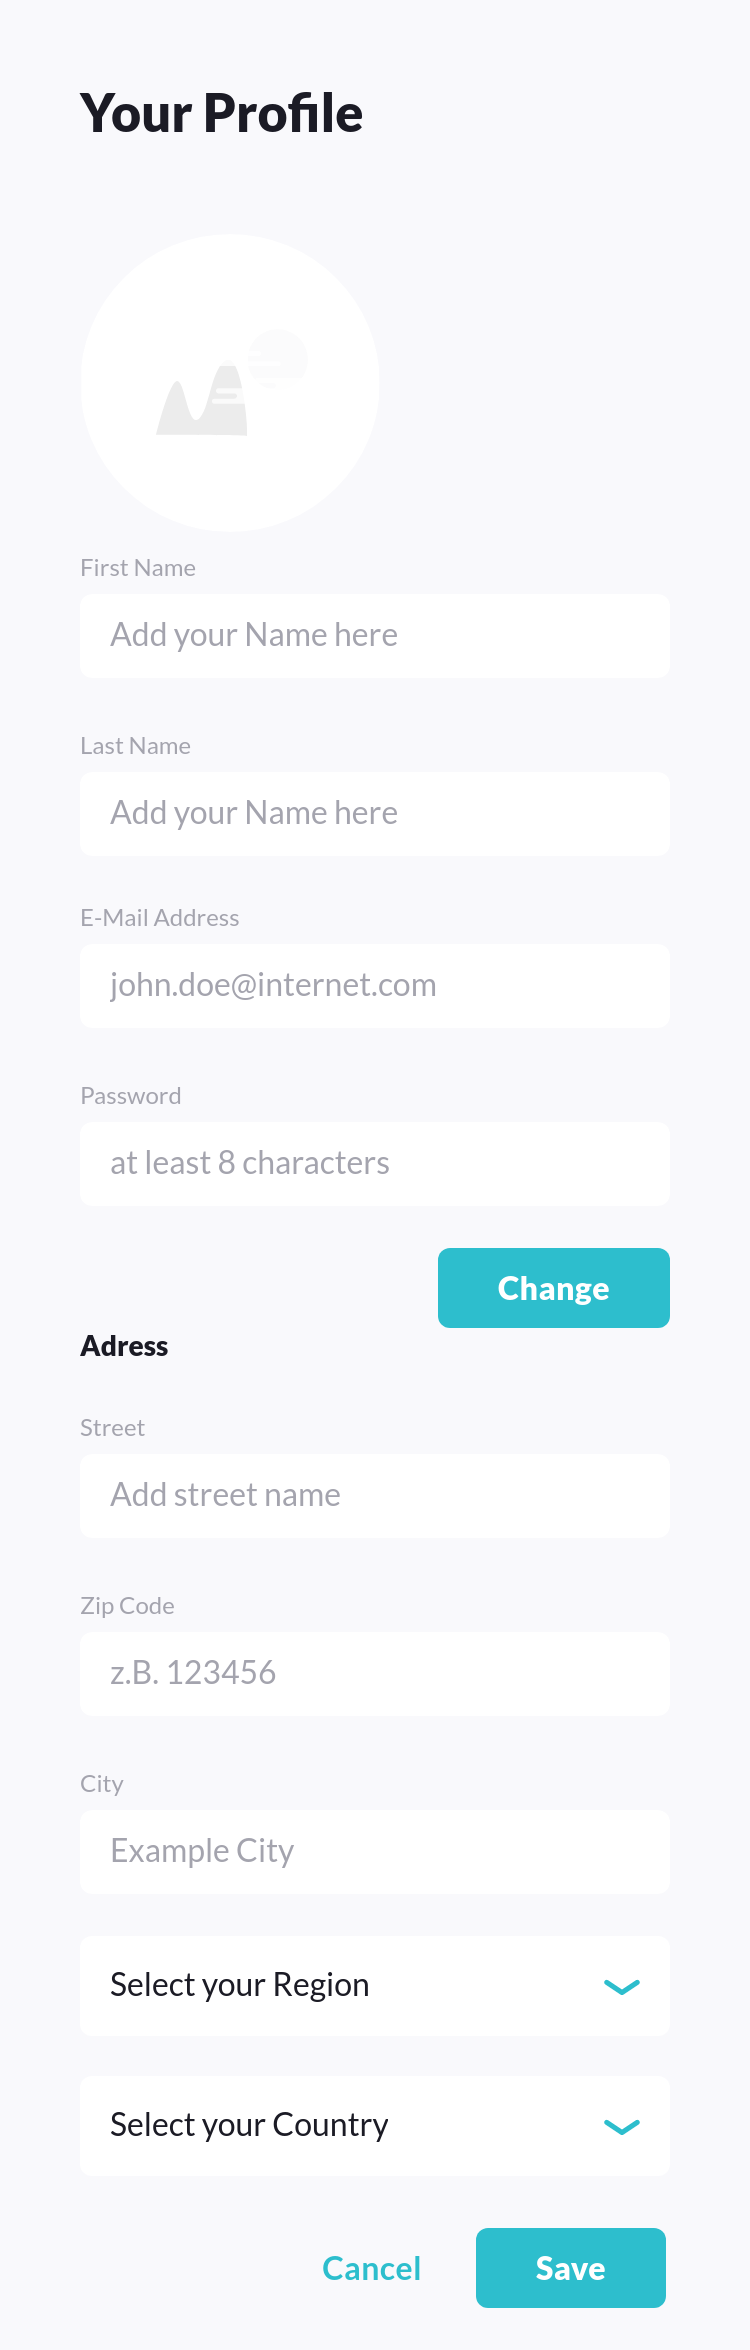 Your Profile
First Name
Add your Name here
Last Name
Add your Name here
E-Mail Address
john.doe@internet.com
Password
at least 8 characters
Change
Adress
Street
Add street name
Zip Code
z.B. 123456
City
Example City
Select your Region
Select your Country
Cancel
Save